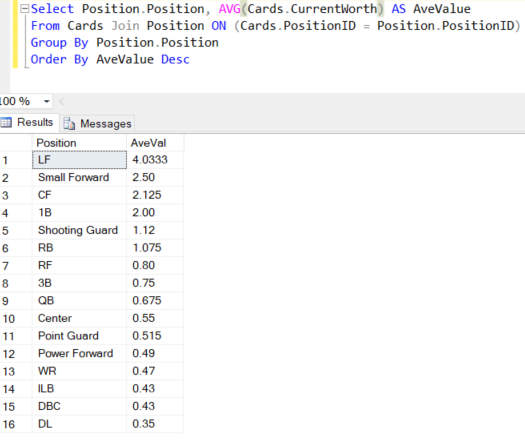 Select Position.Position, AVG(Cards.CurrentWorth) AS AveValue
From Cards Join Position ON (Cards.PositionID = Position.PositionID)
Group By Position.Position
Order By AveValue Desc
100 %
Results Messages
Position AveVal
1 LF 4.0333
2 Small Forward 2.50
3 CF 2.125
4 1B 2.00
5 Shooting Guard 1.12
6 RB 1.075
7 RF 0.80
8 3B 0.75
9 QB 0.675
10 Center 0.55
11 Point Guard 0.515
12 Power Forward 0.49
13 WR 0.47
14 ILB 0.43
15 DBC 0.43
16 DL 0.35